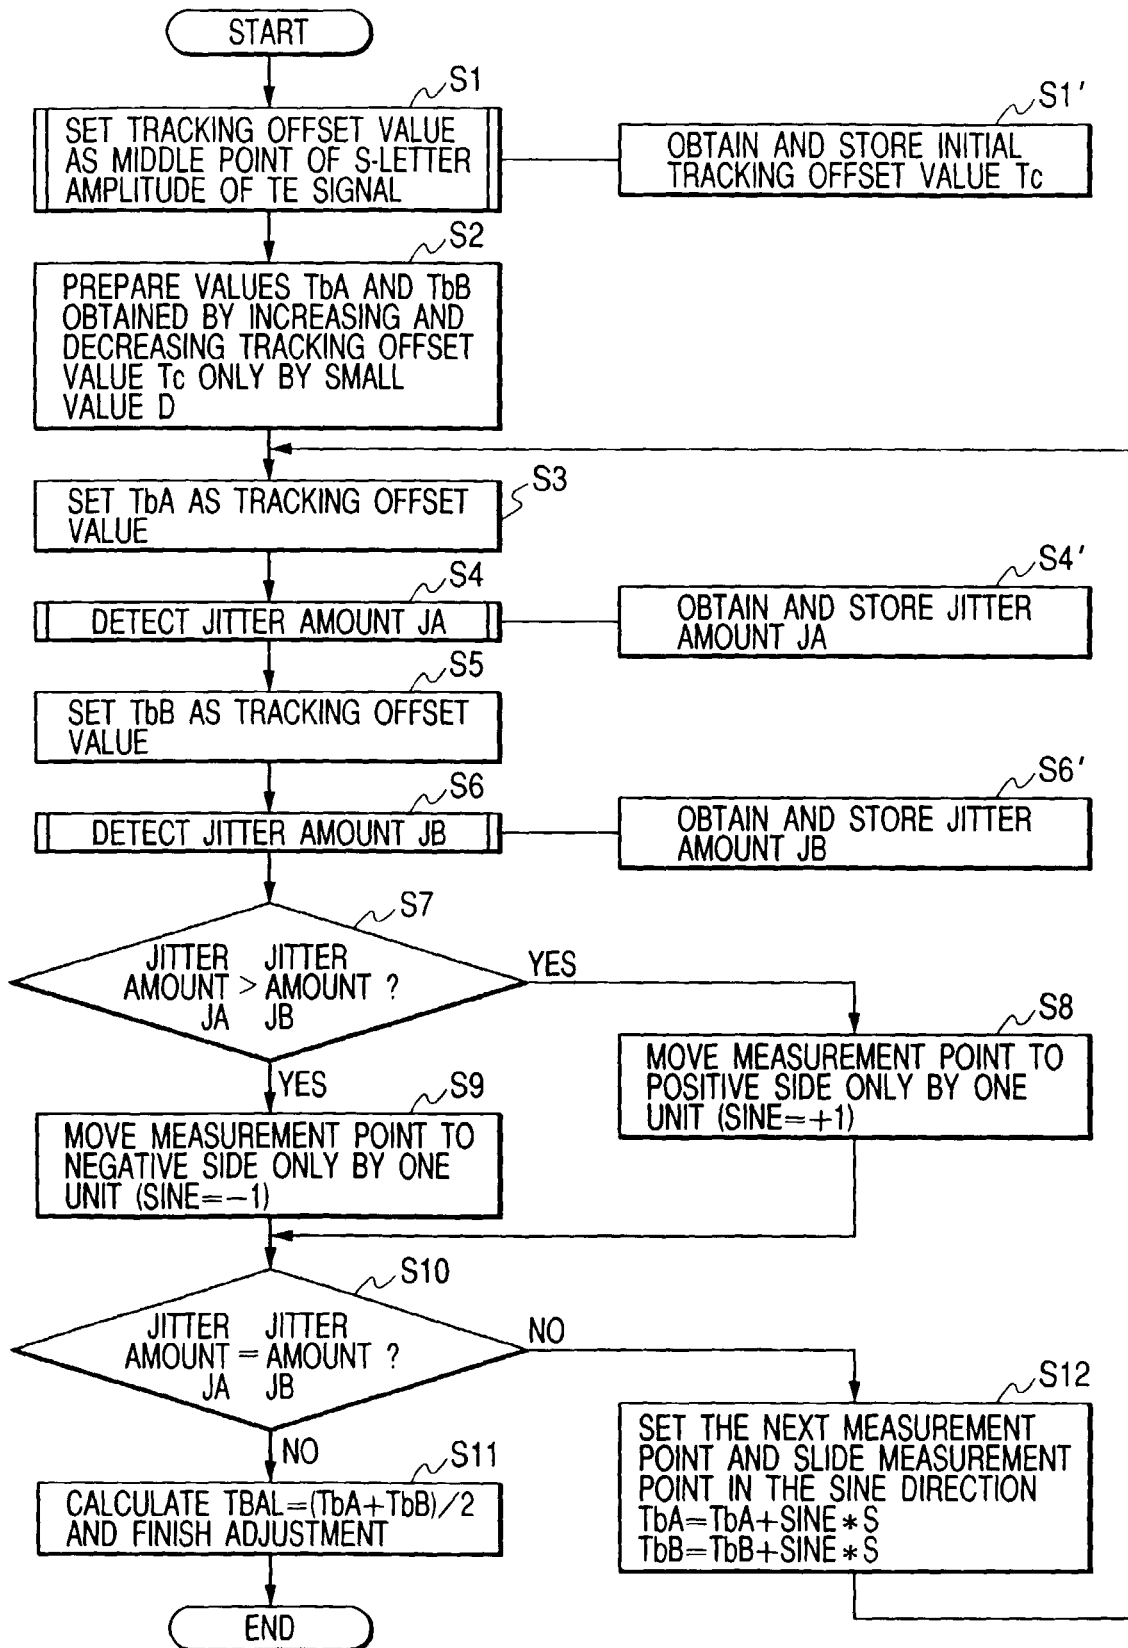 START
S1
SET TRACKING OFFSET VALUE
AS MIDDLE POINT OF S-LETTER
AMPLITUDE OF TE SIGNAL
S1'
OBTAIN AND STORE INITIAL
TRACKING OFFSET VALUE Tc
S2
PREPARE VALUES TbA AND TbB
OBTAINED BY INCREASING AND
DECREASING TRACKING OFFSET
VALUE Tc ONLY BY SMALL
VALUE D
S3
SET TbA AS TRACKING OFFSET
VALUE
S4
DETECT JITTER AMOUNT JA
S4'
OBTAIN AND STORE JITTER
AMOUNT JA
S5
SET TbB AS TRACKING OFFSET
VALUE
S6
DETECT JITTER AMOUNT JB
S6'
OBTAIN AND STORE JITTER
AMOUNT JB
S7
JITTER JITTER
AMOUNT > AMOUNT ?
JA JB
YES
YES
S8
MOVE MEASUREMENT POINT TO
POSITIVE SIDE ONLY BY ONE
UNIT (SINE=+1)
S9
MOVE MEASUREMENT POINT TO
NEGATIVE SIDE ONLY BY ONE
UNIT (SINE=-1)
S10
JITTER JITTER
AMOUNT = AMOUNT ?
JA JB
NO
NO
S11
CALCULATE TBAL=(TbA+TbB)/2
AND FINISH ADJUSTMENT
S12
SET THE NEXT MEASUREMENT
POINT AND SLIDE MEASUREMENT
POINT IN THE SINE DIRECTION
TbA=TbA+SINE*S
TbB=TbB+SINE*S
END